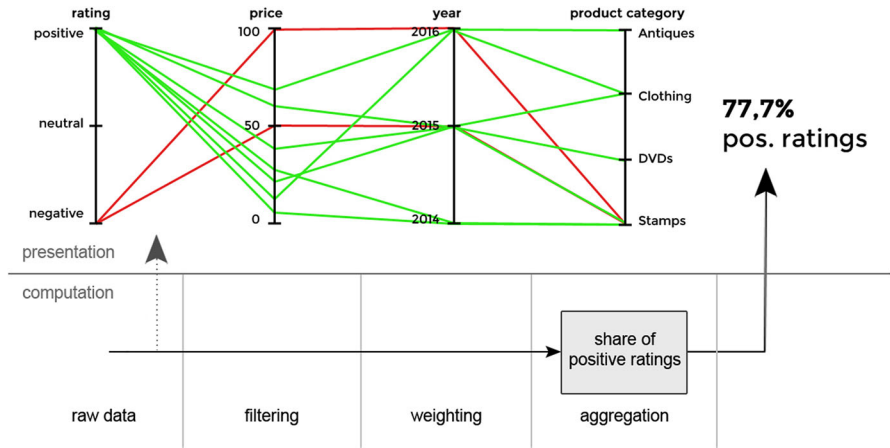 rating price year product category
positive 100 2016 Antiques
Clothing
77,7%
neutral 50 2015
pos. ratings
DVDs
negative 0 2014 Stamps
presentation
computation
share of
positive ratings
raw data filtering weighting aggregation